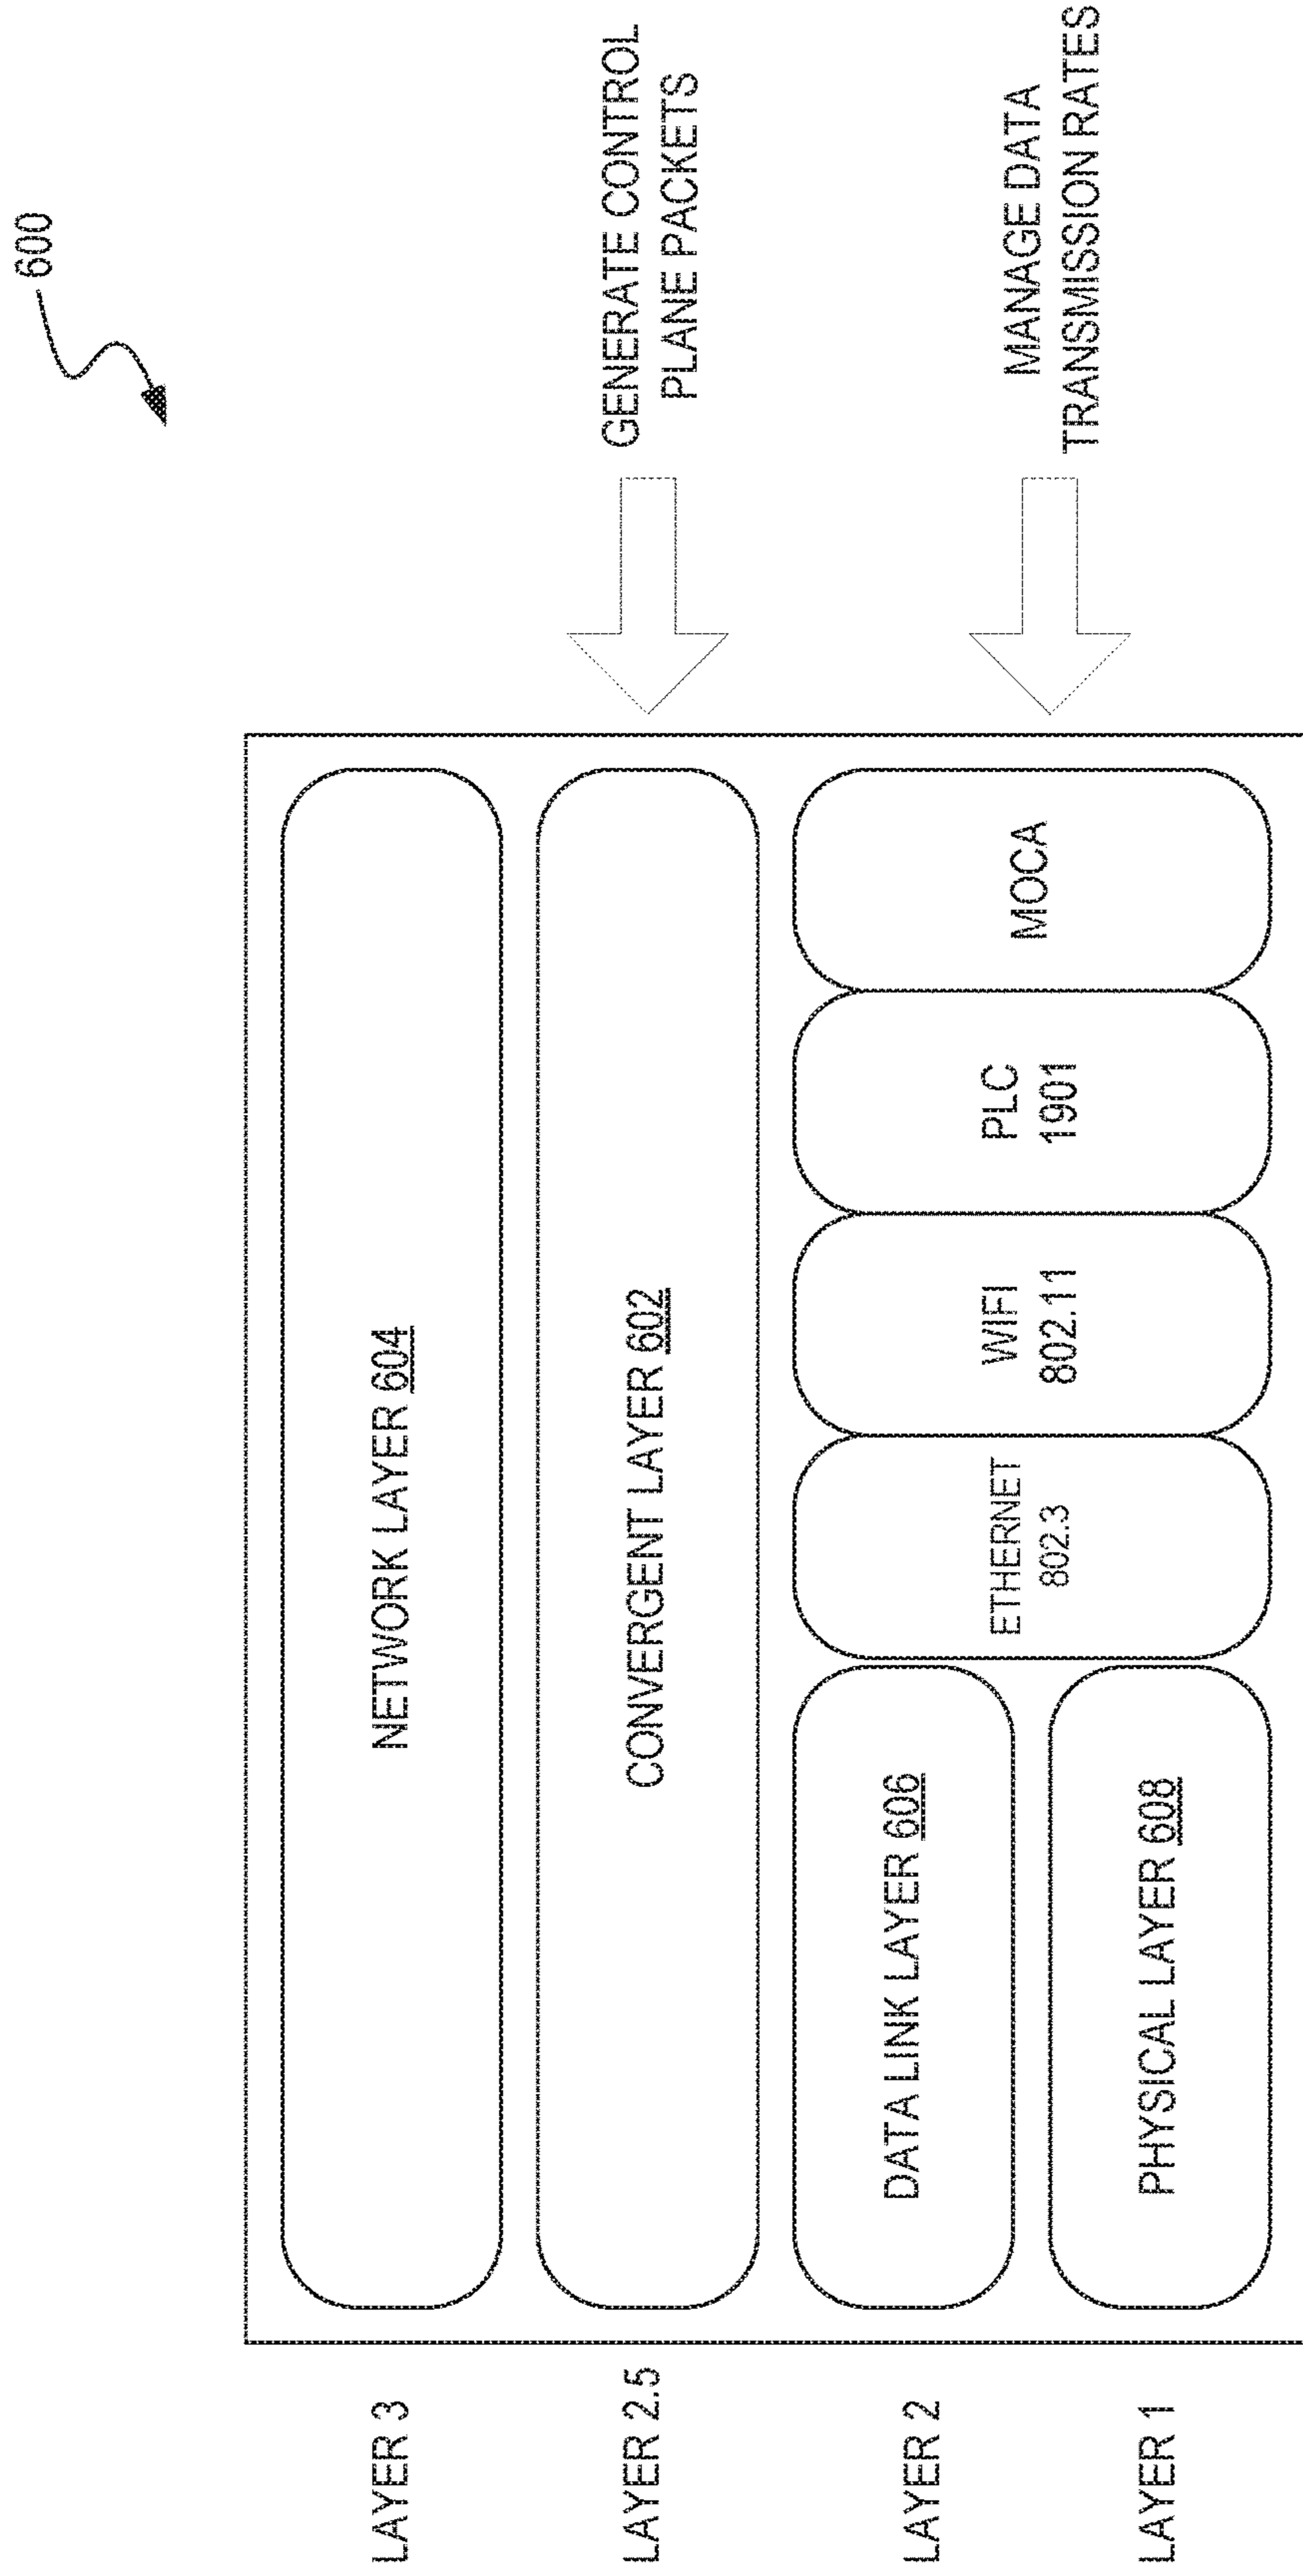 600
LAYER 3
NETWORK LAYER 604
LAYER 2.5
CONVERGENT LAYER 602
GENERATE CONTROL
PLANE PACKETS
LAYER 2
DATA LINK LAYER 606
LAYER 1
PHYSICAL LAYER 608
ETHERNET
802.3
WIFI
802.11
PLC
1901
MOCA
MANAGE DATA
TRANSMISSION RATES